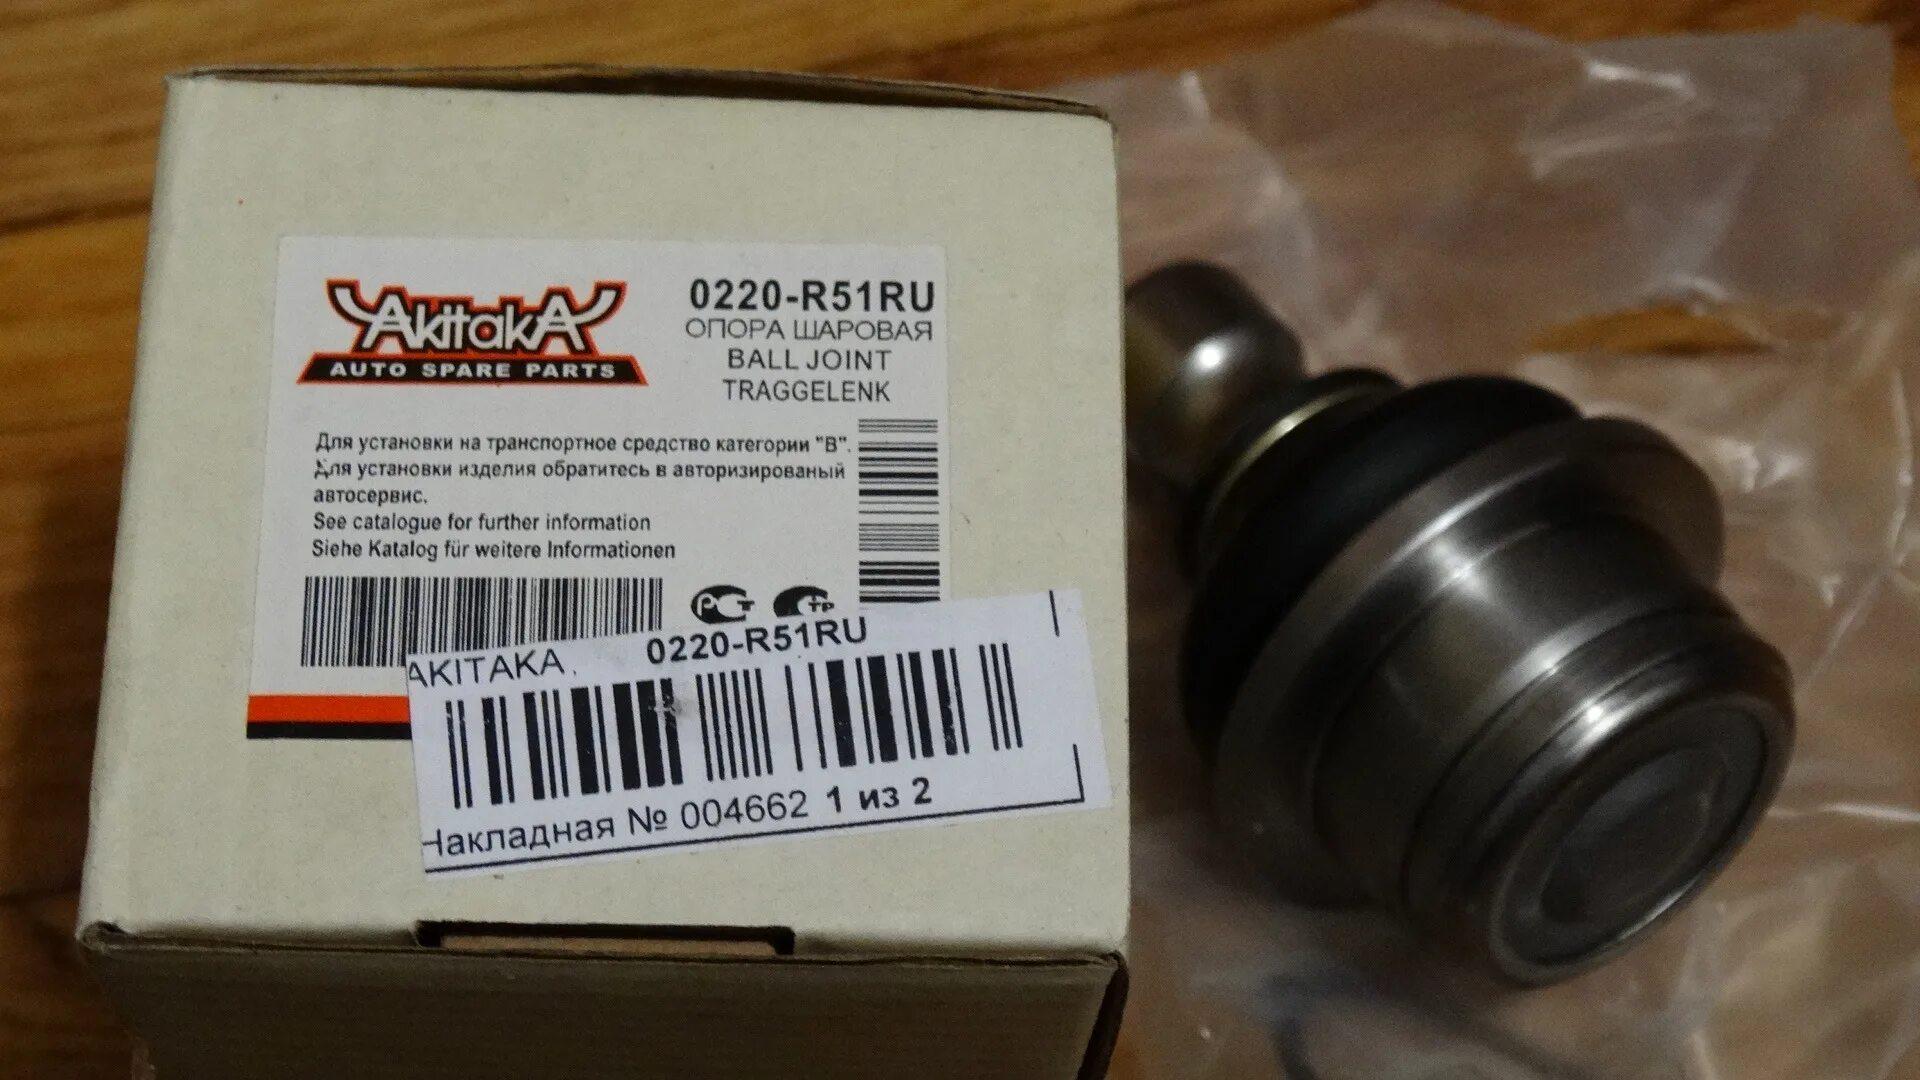 AkitakA
AUTO SPARE PARTS
0220-R51RU
ОПОРА ШАРОВАЯ
BALL JOINT
TRAGGELENK
Для установки на транспортное средство категории "В".
Для установки изделия обратитесь в авторизированый
автосервис.
See catalogue for further information
Siehe Katalog für weitere Informationen
РСТ
СТР
AKITAKA.
0220-R51RU
Накладная № 004662 1 из 2